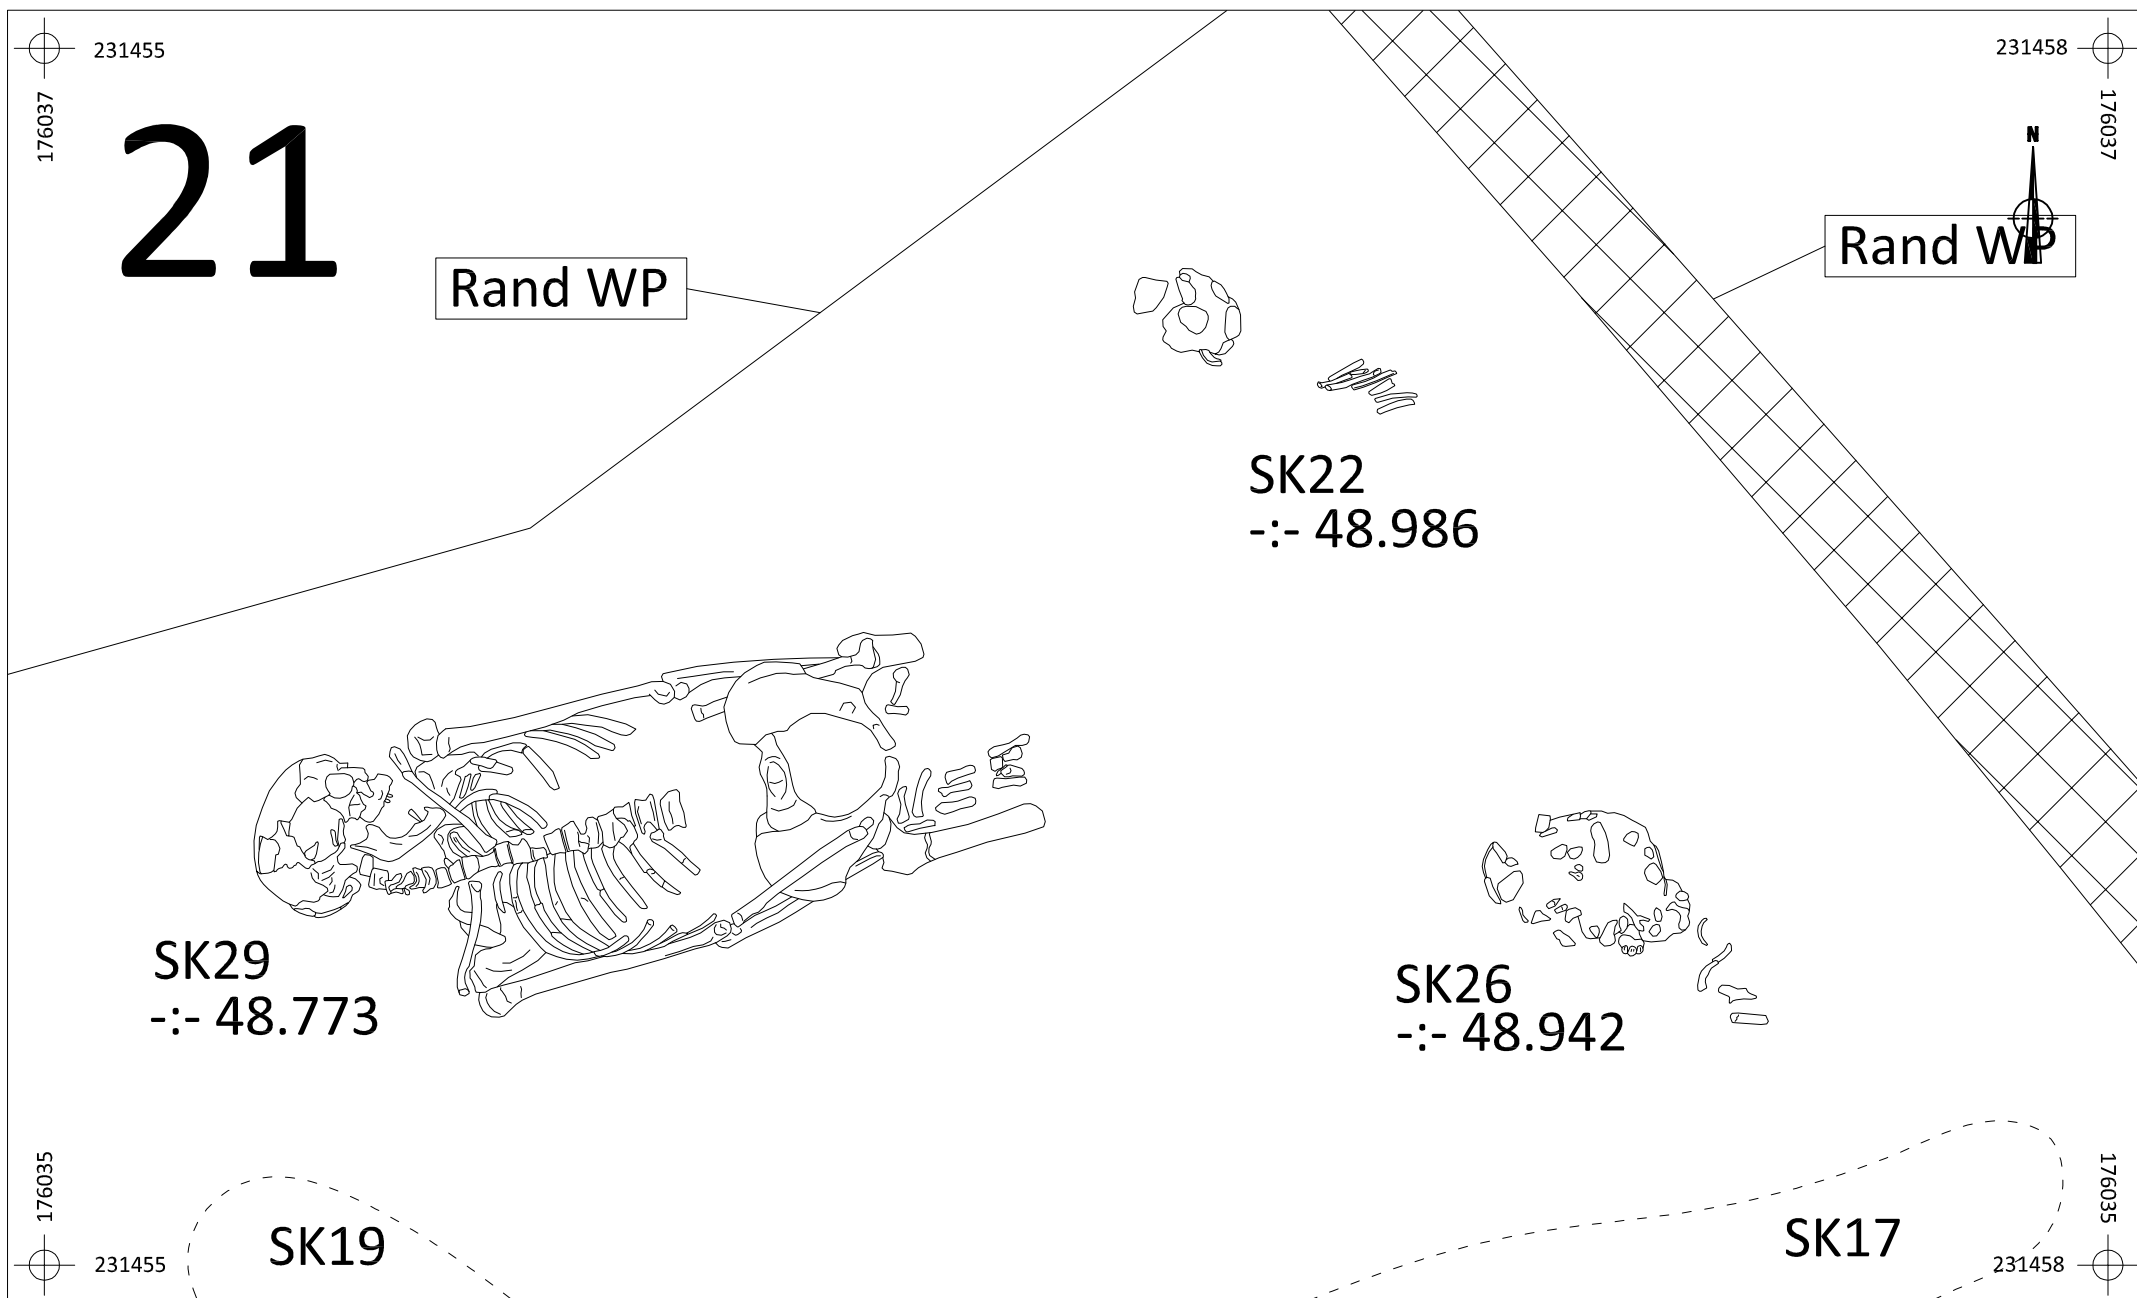 231455
231458
176037
176037
21
N
Rand WP
Rand WP
SK22
-:- 48.986
SK29
-:- 48.773
SK26
-:- 48.942
176035
176035
SK19
SK17
231455
231458